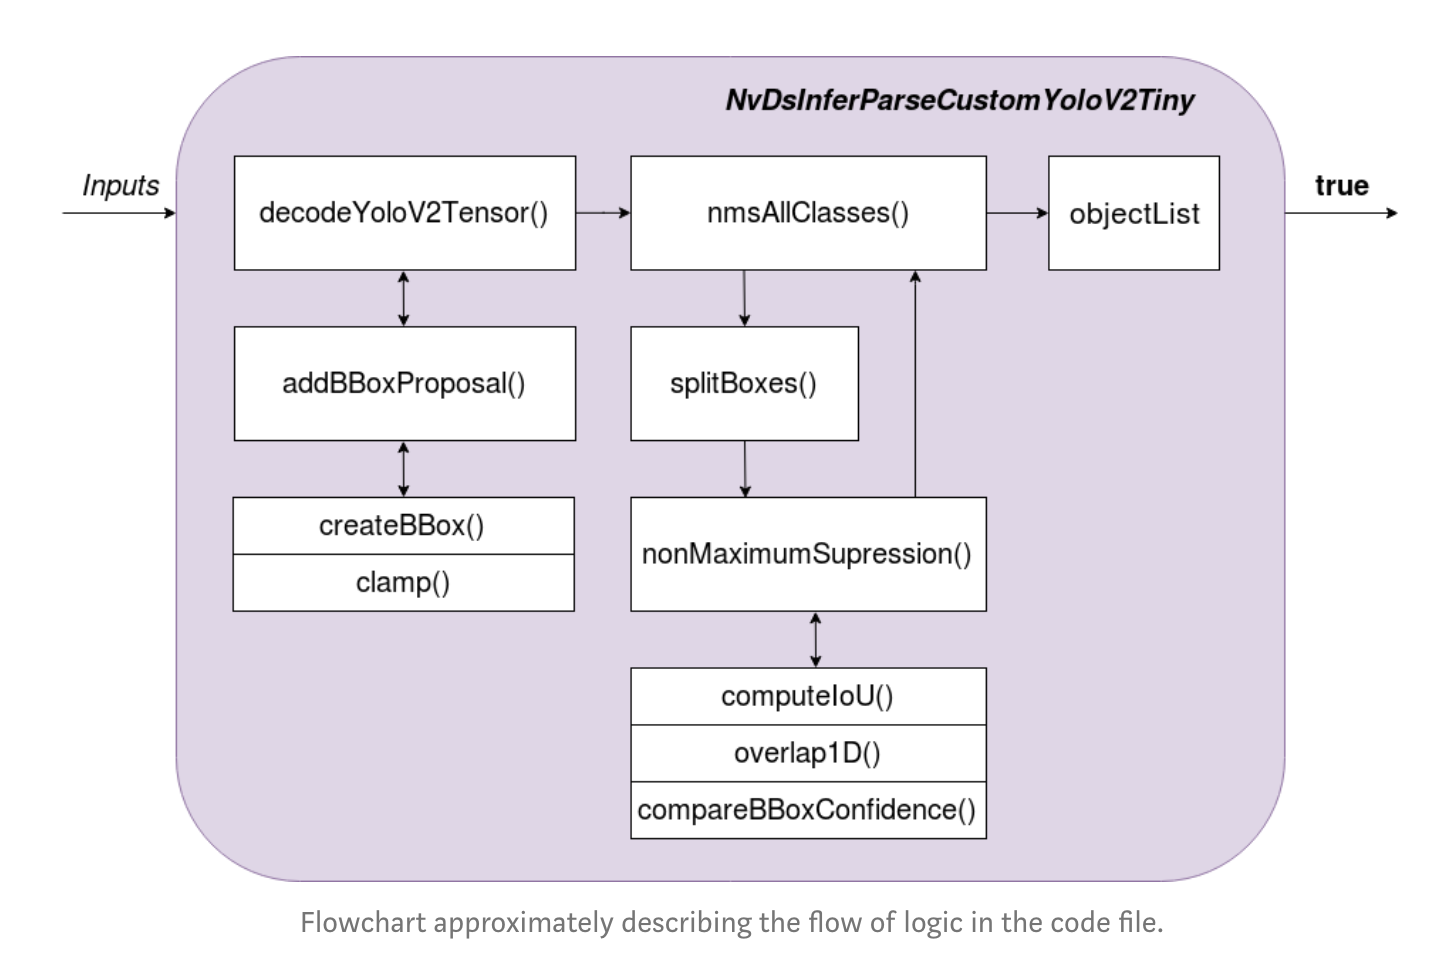 NvDsInferParseCustomYoloV2Tiny
Inputs
decodeYoloV2Tensor()
nmsAllClasses()
objectList
true
addBBoxProposal()
splitBoxes()
createBBox()
clamp()
nonMaximumSupression()
computeIoU()
overlap1D()
compareBBoxConfidence()
Flowchart approximately describing the flow of logic in the code file.